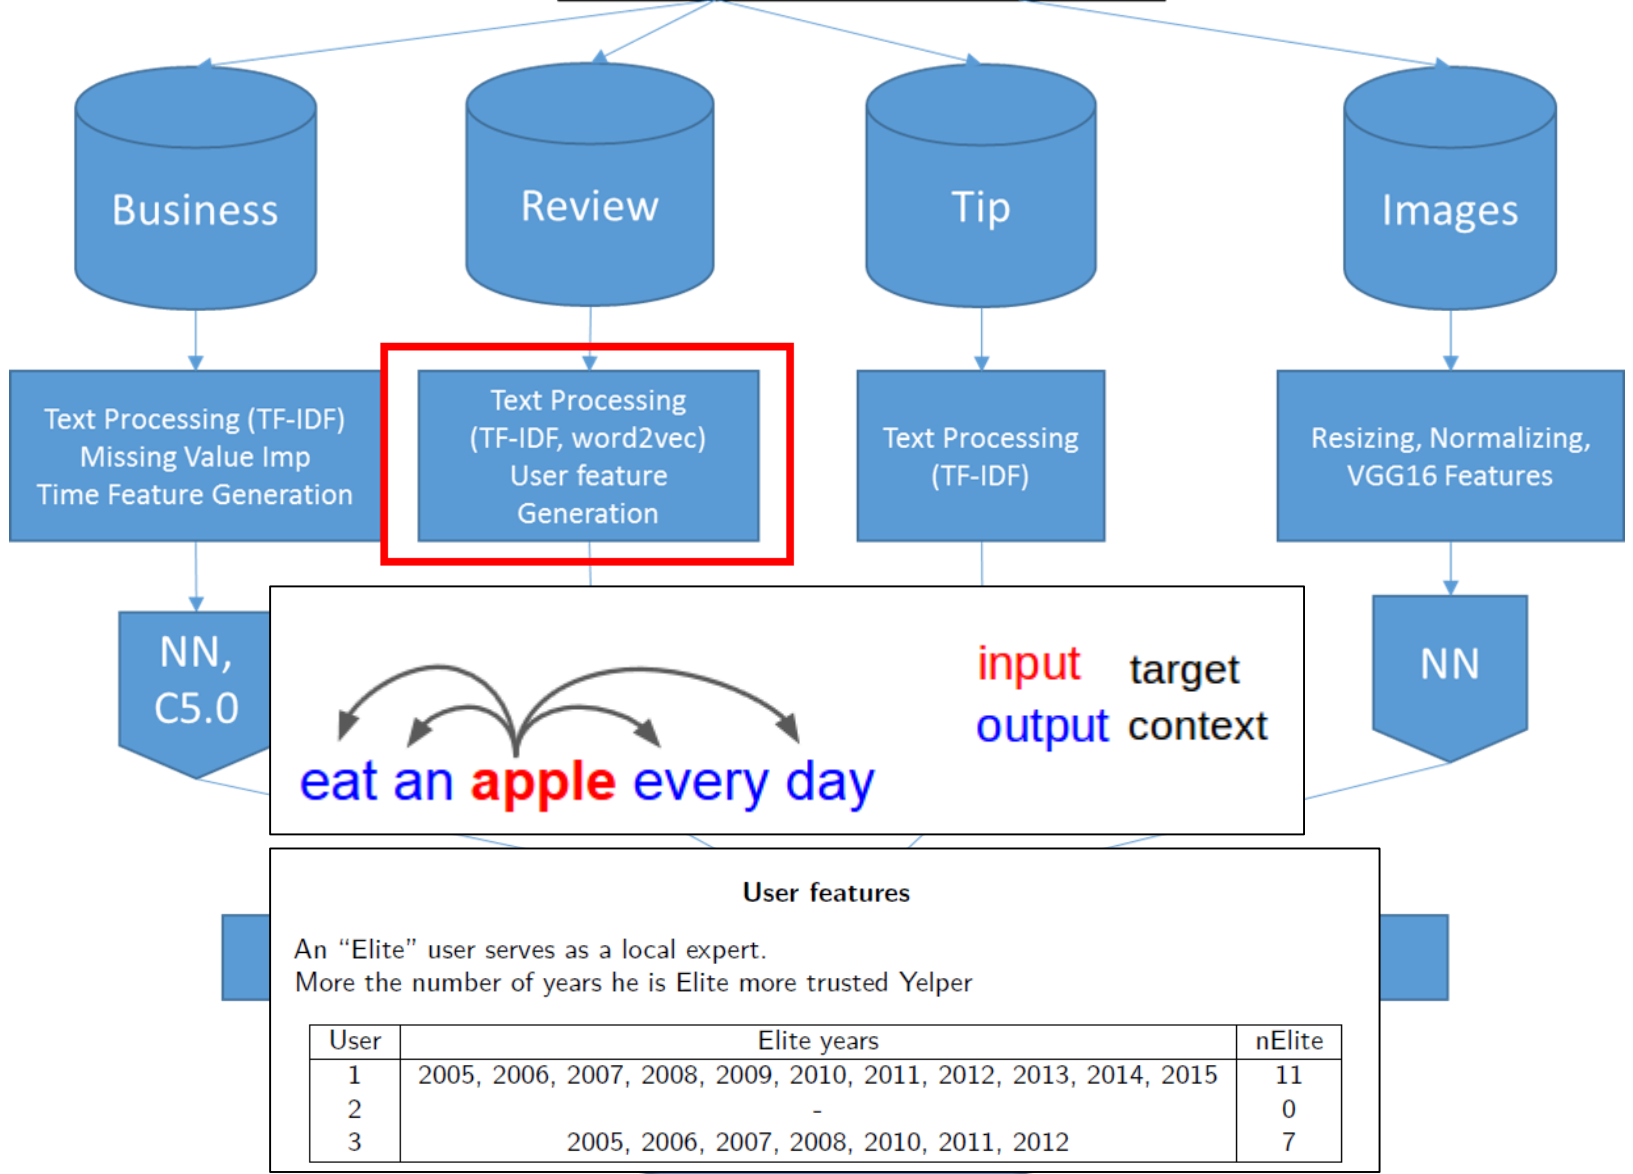 Business
Review
Tip
Images
Text Processing (TF-IDF)
Missing Value Imp
Time Feature Generation
Text Processing
(TF-IDF, word2vec)
User feature
Generation
Text Processing
(TF-IDF)
Resizing, Normalizing,
VGG16 Features
NN,
C5.0
NN
input target
output context
eat an apple every day
User features
An “Elite” user serves as a local expert.
More the number of years he is Elite more trusted Yelper
User Elite years nElite
1 2005, 2006, 2007, 2008, 2009, 2010, 2011, 2012, 2013, 2014, 2015 11
2 - 0
3 2005, 2006, 2007, 2008, 2010, 2011, 2012 7